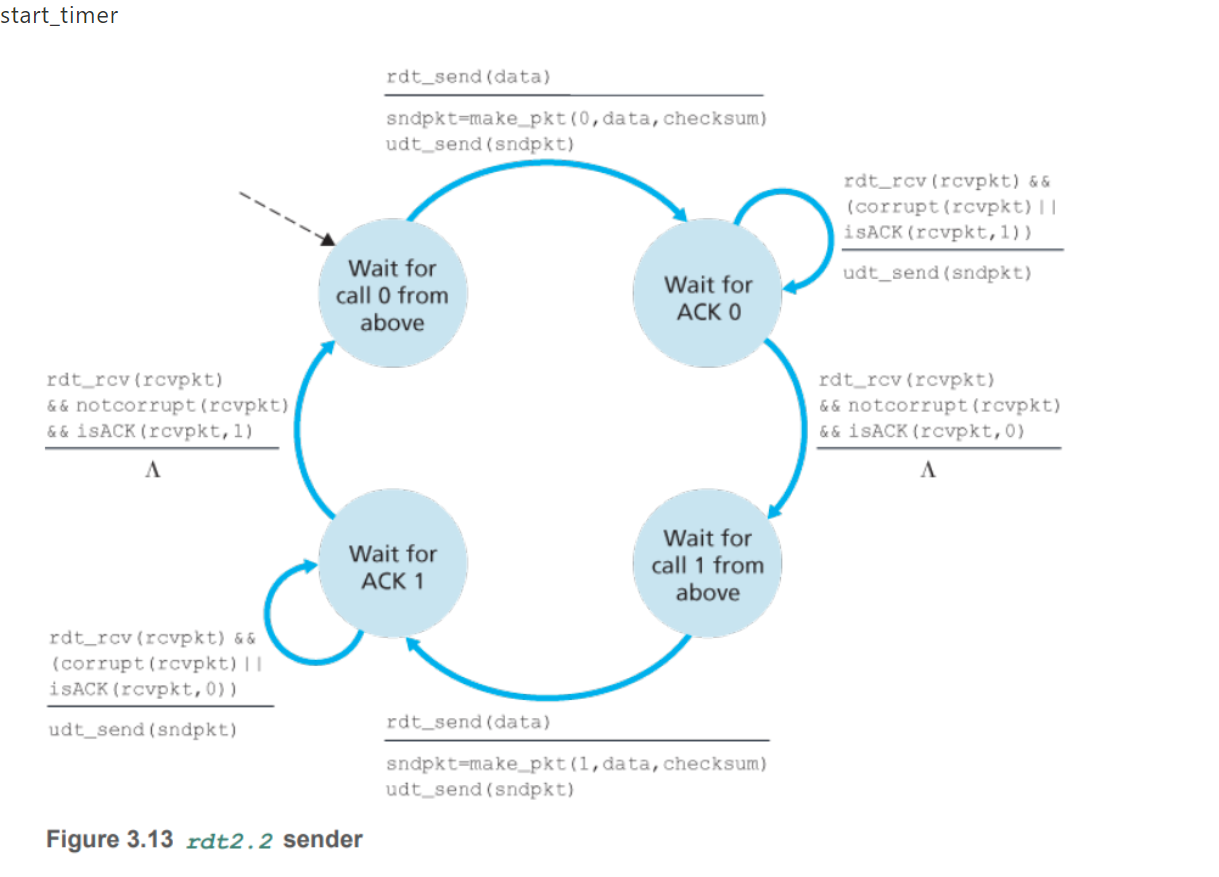 start_timer
rdt_send(data)
sndpkt=make_pkt(0,data,checksum)
udt_send(sndpkt)
rdt_rcv(rcvpkt) &&
(corrupt(rcvpkt)||
isACK(rcvpkt,1))
udt_send(sndpkt)
Wait for
call 0 from
above
Wait for
ACK 0
rdt_rcv(rcvpkt)
&& notcorrupt(rcvpkt)
&& isACK(rcvpkt,1)
Λ
rdt_rcv(rcvpkt)
&& notcorrupt(rcvpkt)
&& isACK(rcvpkt,0)
Λ
Wait for
ACK 1
Wait for
call 1 from
above
rdt_rcv(rcvpkt) &&
(corrupt(rcvpkt)||
isACK(rcvpkt,0))
udt_send(sndpkt)
rdt_send(data)
sndpkt=make_pkt(1,data,checksum)
udt_send(sndpkt)
Figure 3.13 rdt2.2 sender